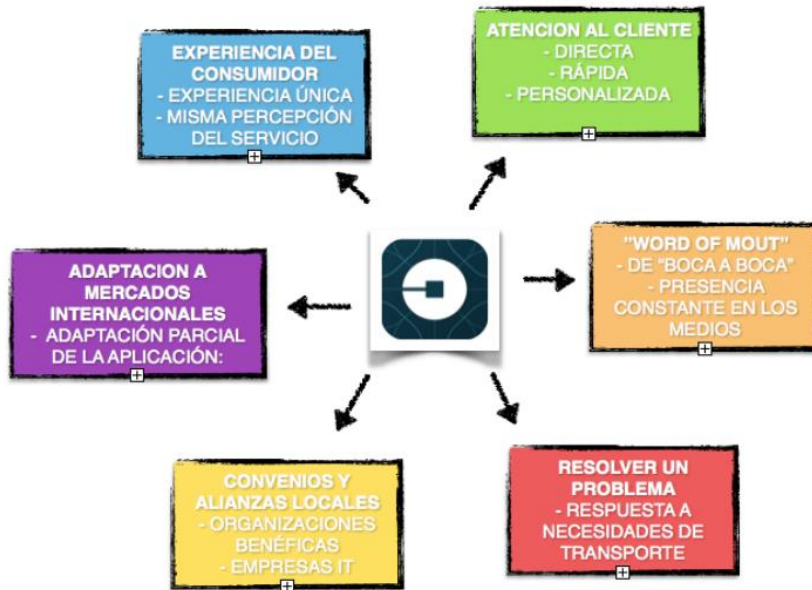 EXPERIENCIA DEL
CONSUMIDOR
- EXPERIENCIA ÚNICA
- MISMA PERCEPCIÓN
DEL SERVICIO
ATENCION AL CLIENTE
- DIRECTA
- RÁPIDA
- PERSONALIZADA
ADAPTACION A
MERCADOS
INTERNACIONALES
- ADAPTACIÓN PARCIAL
DE LA APLICACIÓN:
"WORD OF MOUT"
- DE "BOCA A BOCA"
- PRESENCIA
CONSTANTE EN LOS
MEDIOS
CONVENIOS Y
ALIANZAS LOCALES
- ORGANIZACIONES
BENÉFICAS
- EMPRESAS IT
RESOLVER UN
PROBLEMA
- RESPUESTA A
NECESIDADES DE
TRANSPORTE